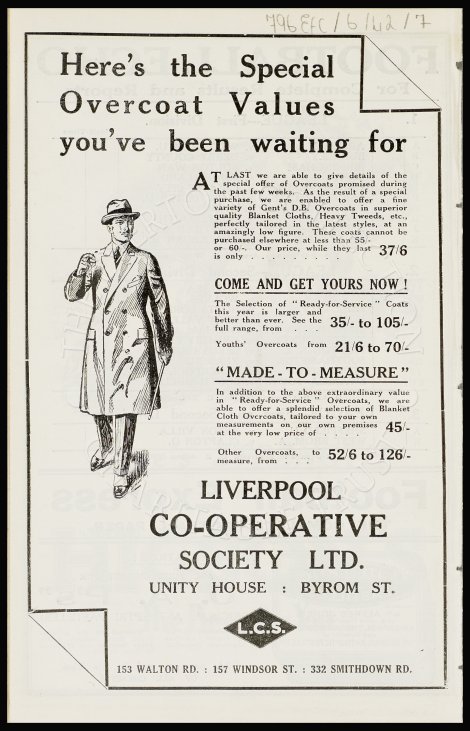 796EFC/6/42/7
Here's the Special
Overcoat Values
you've been waiting for
AT LAST we are able to give details of the
special offer of Overcoats promised during
the past few weeks. As the result of a special
purchase, we are enabled to offer a fine
variety of Gent's D.B. Overcoats in superior
quality Blanket Cloths, Heavy Tweeds, etc.,
perfectly tailored in the latest styles, at an
amazingly low figure. These coats cannot be
purchased elsewhere at less than 55/-
or 60/-. Our price, while they last 37/6
is only . . . . . . . .
COME AND GET YOURS NOW!
The Selection of "Ready-for-Service" Coats
this year is larger and
better than ever. See the 35/- to 105/-
full range, from . . .
Youths' Overcoats from 21/6 to 70/-
"MADE-TO-MEASURE"
In addition to the above extraordinary value
in "Ready-for-Service" Overcoats, we are
able to offer a splendid selection of Blanket
Cloth Overcoats, tailored to your own
measurements on our own premises 45/-
at the very low price of . . . .
Other Overcoats, to 52/6 to 126/-
measure, from . . .
LIVERPOOL
CO-OPERATIVE
SOCIETY LTD.
UNITY HOUSE : BYROM ST.
L.C.S.
153 WALTON RD. : 157 WINDSOR ST. : 332 SMITHDOWN RD.